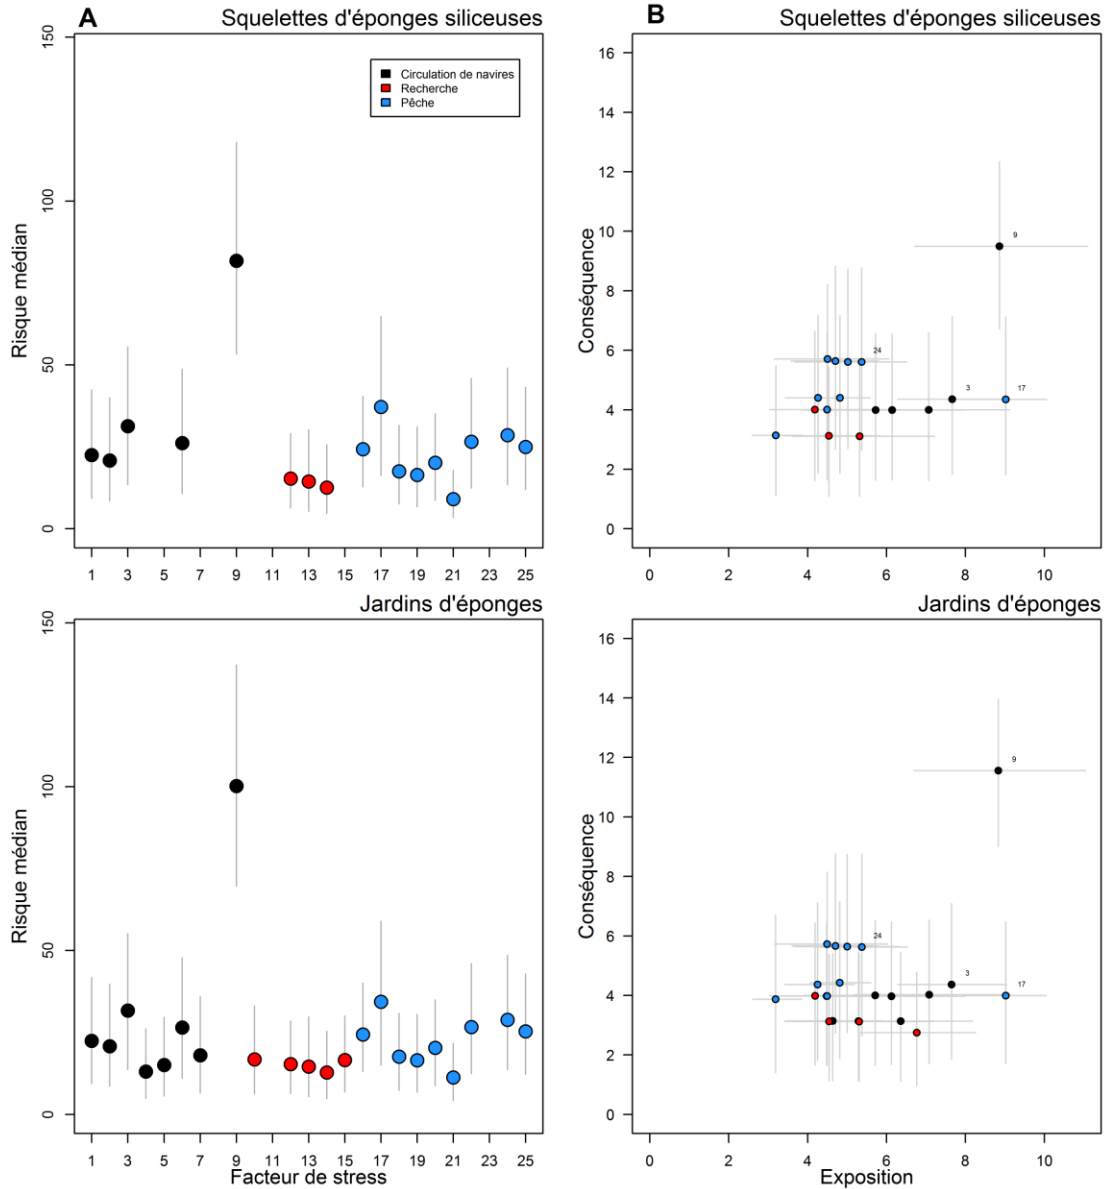 A
Squelettes d'éponges siliceuses
Risque médian
150
100
50
0
Circulation de navires
Recherche
Pêche
1 3 5 7 9 11 13 15 17 19 21 23 25
B
Squelettes d'éponges siliceuses
Conséquence
16
14
12
10
8
6
4
2
0
9
24
3
17
0 2 4 6 8 10
Jardins d'éponges
Risque médian
150
100
50
0
1 3 5 7 9 11 13 15 17 19 21 23 25
Facteur de stress
Jardins d'éponges
Conséquence
16
14
12
10
8
6
4
2
0
9
24
3
17
0 2 4 6 8 10
Exposition